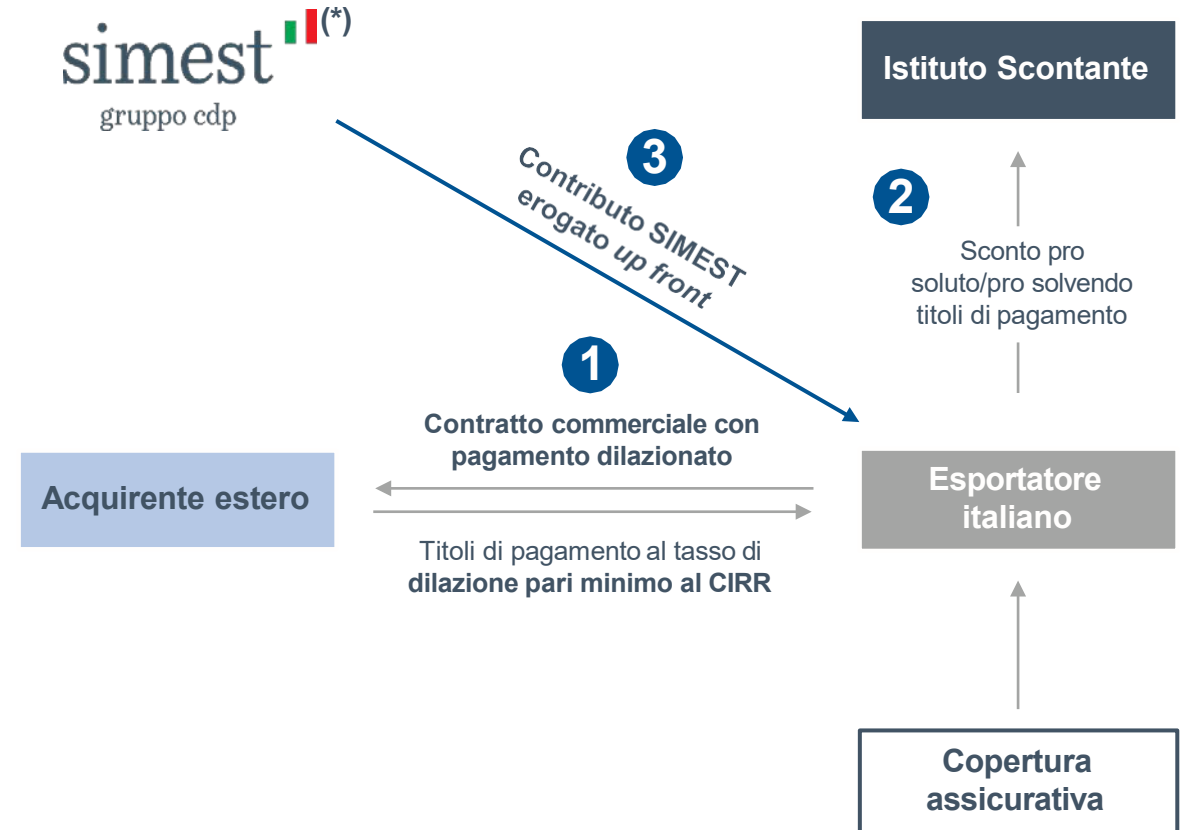 simest (*)
gruppo cdp
Istituto Scontante
3
Contributo SIMEST
erogato up front
2
Sconto pro
soluto/pro solvendo
titoli di pagamento
1
Contratto commerciale con
pagamento dilazionato
Acquirente estero
Esportatore
italiano
Titoli di pagamento al tasso di
dilazione pari minimo al CIRR
Copertura
assicurativa